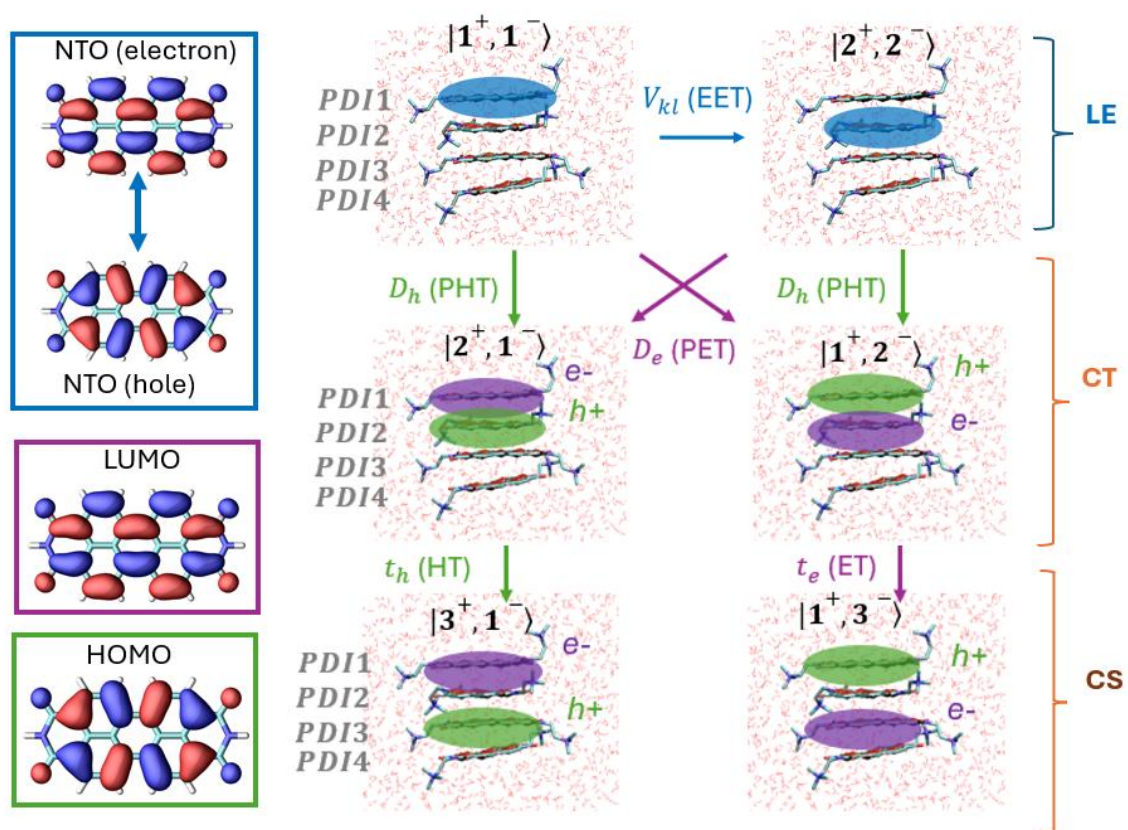 NTO (electron)
NTO (hole)
LUMO
HOMO
|1⁺, 1⁻⟩
|2⁺, 2⁻⟩
PDI1
PDI2
PDI3
PDI4
V_{kl} (EET)
LE
D_h (PHT)
D_e (PET)
D_h (PHT)
|2⁺, 1⁻⟩
|1⁺, 2⁻⟩
PDI1
PDI2
PDI3
PDI4
e-
h+
h+
e-
CT
t_h (HT)
t_e (ET)
|3⁺, 1⁻⟩
|1⁺, 3⁻⟩
PDI1
PDI2
PDI3
PDI4
e-
h+
h+
e-
CS